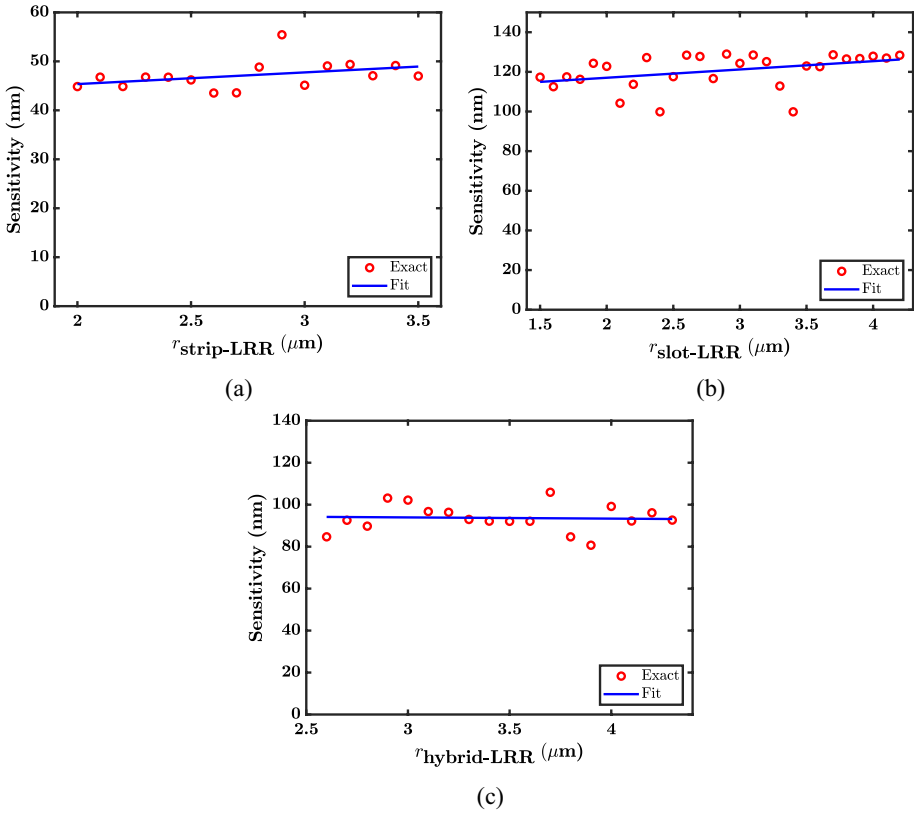 60
50
40
30
20
10
0
Sensitivity (nm)
Exact
Fit
2 2.5 3 3.5
r strip-LRR (μm)
(a)
140
120
100
80
60
40
20
0
Sensitivity (nm)
Exact
Fit
1.5 2 2.5 3 3.5 4
r slot-LRR (μm)
(b)
140
120
100
80
60
40
20
0
Sensitivity (nm)
Exact
Fit
2.5 3 3.5 4
r hybrid-LRR (μm)
(c)